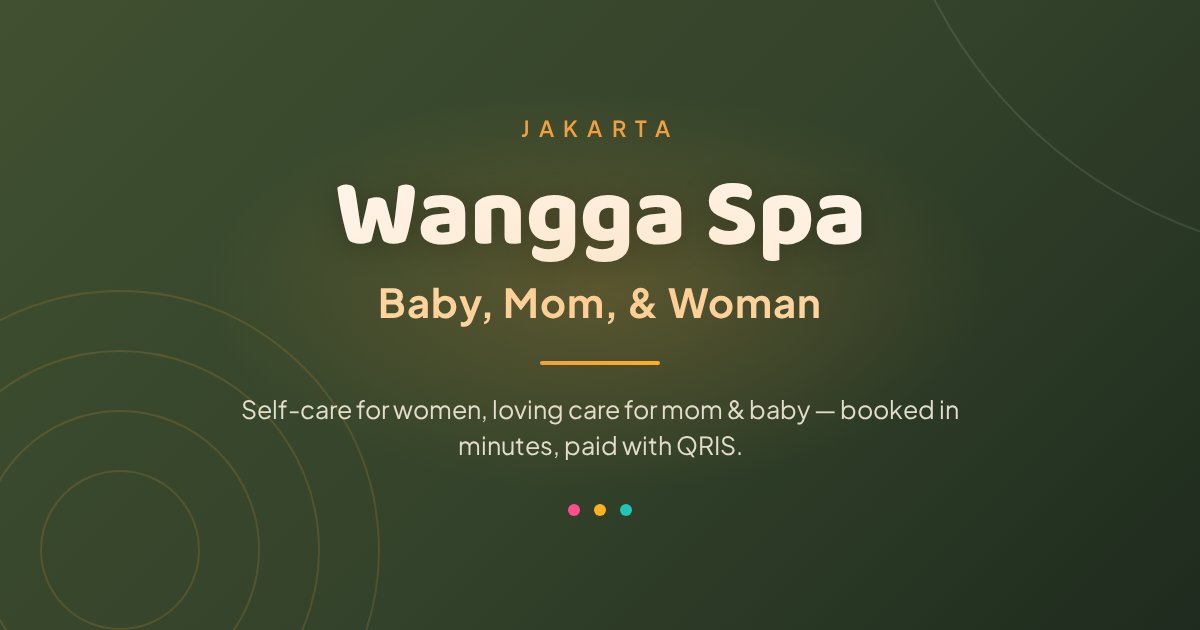 JAKARTA
Wangga Spa
Baby, Mom, & Woman
Self-care for women, loving care for mom & baby — booked in
minutes, paid with QRIS.